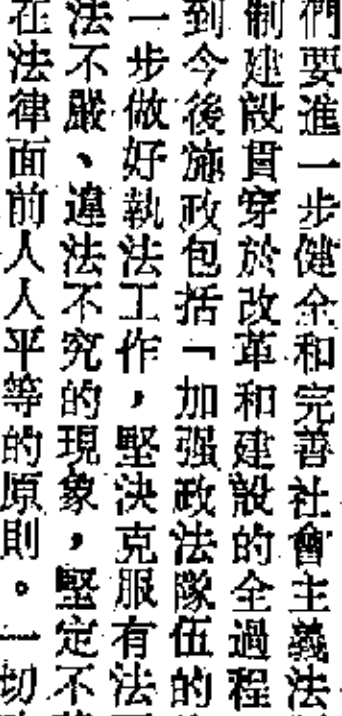 們要進一步健全和完善社會主義法
制建設貫穿於改革和建設的全過程
到今後施政包括「加强政法隊伍的
一步做好執法工作，堅決克服有法
法不嚴、違法不究的現象，堅定不
在法律面前人人平等的原則。一切